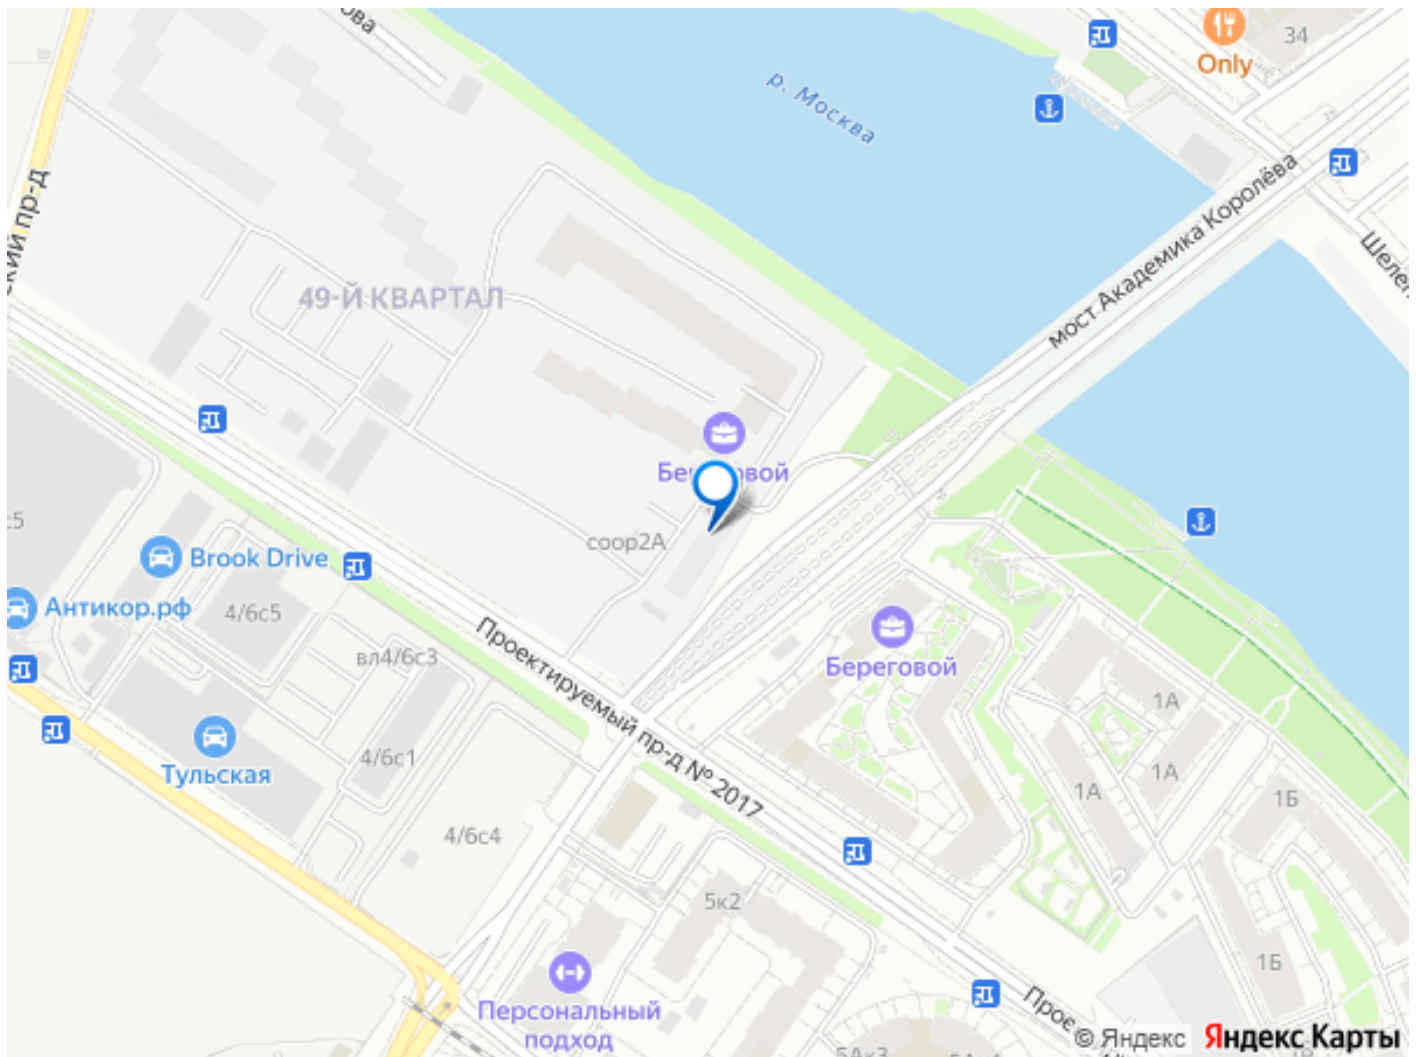 34
Only
р. Москва
мост Академика Королёва
49-Й КВАРТАЛ
Береговой
соор2А
Brook Drive
Антикор.рф
4/6с5
вл4/6с3
Проектируемый пр-д № 2017
Береговой
1А
1А
1А
1Б
Тульская
4/6с1
4/6с4
5к2
1Б
Персональный
подход
5Ак3
© Яндекс
Яндекс Карты